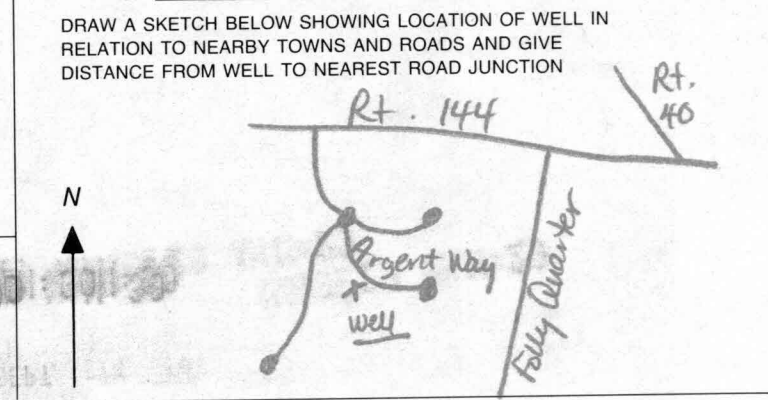 DRAW A SKETCH BELOW SHOWING LOCATION OF WELL IN
RELATION TO NEARBY TOWNS AND ROADS AND GIVE
DISTANCE FROM WELL TO NEAREST ROAD JUNCTION
Rt.
40
Rt. 144
N
Argent Way
well
Folly Quarter